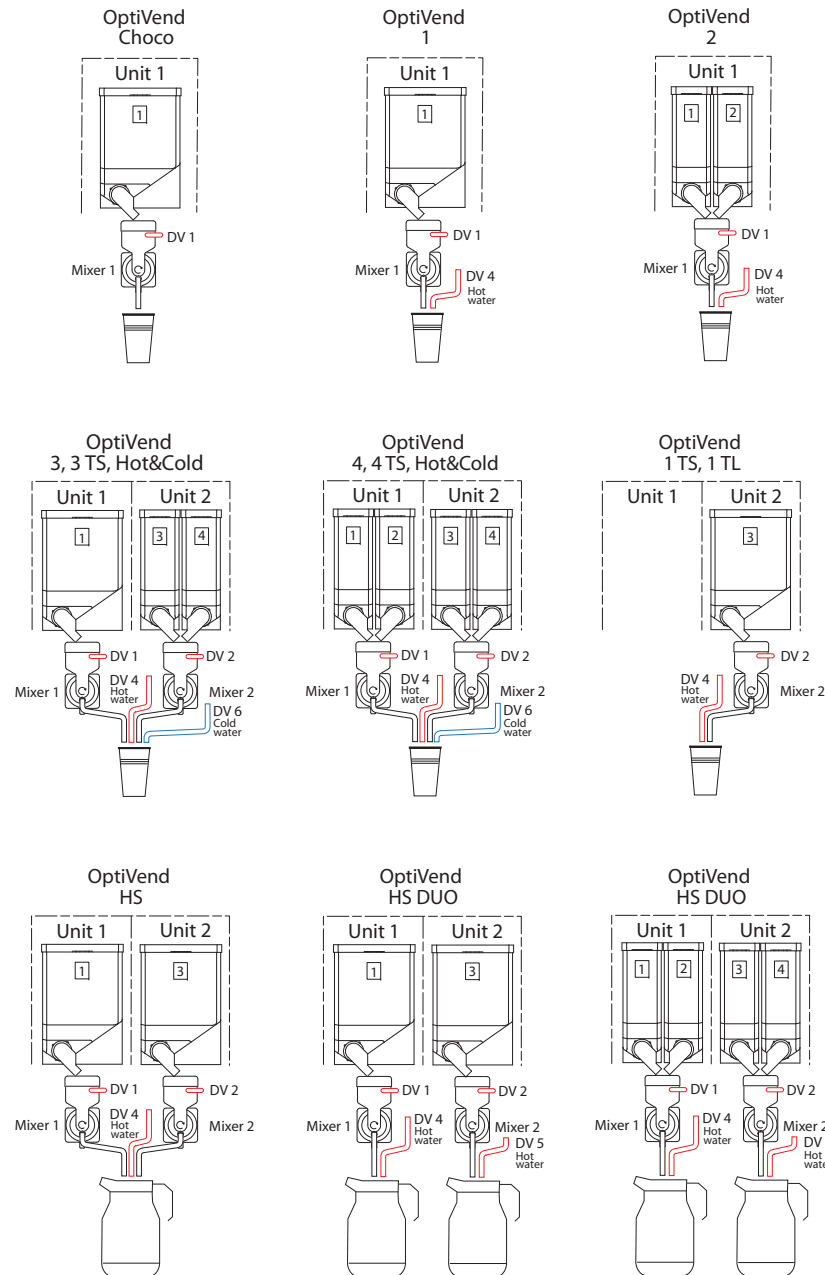 OptiVend
Choco
Unit 1
1
DV 1
Mixer 1
OptiVend
1
Unit 1
1
DV 1
Mixer 1
DV 4
Hot
water
OptiVend
2
Unit 1
1
2
DV 1
Mixer 1
DV 4
Hot
water
OptiVend
3, 3 TS, Hot&Cold
Unit 1
Unit 2
1
3
4
DV 1
DV 2
Mixer 1
DV 4
Hot
water
Mixer 2
DV 6
Cold
water
OptiVend
4, 4 TS, Hot&Cold
Unit 1
Unit 2
1
2
3
4
DV 1
DV 2
Mixer 1
DV 4
Hot
water
Mixer 2
DV 6
Cold
water
OptiVend
1 TS, 1 TL
Unit 1
Unit 2
3
DV 2
DV 4
Hot
water
Mixer 2
OptiVend
HS
Unit 1
Unit 2
1
3
DV 1
DV 2
Mixer 1
DV 4
Hot
water
Mixer 2
OptiVend
HS DUO
Unit 1
Unit 2
1
3
DV 1
DV 2
Mixer 1
DV 4
Hot
water
Mixer 2
DV 5
Hot
water
OptiVend
HS DUO
Unit 1
Unit 2
1
2
3
4
DV 1
DV 2
Mixer 1
DV 4
Hot
water
Mixer 2
DV
Hot
water